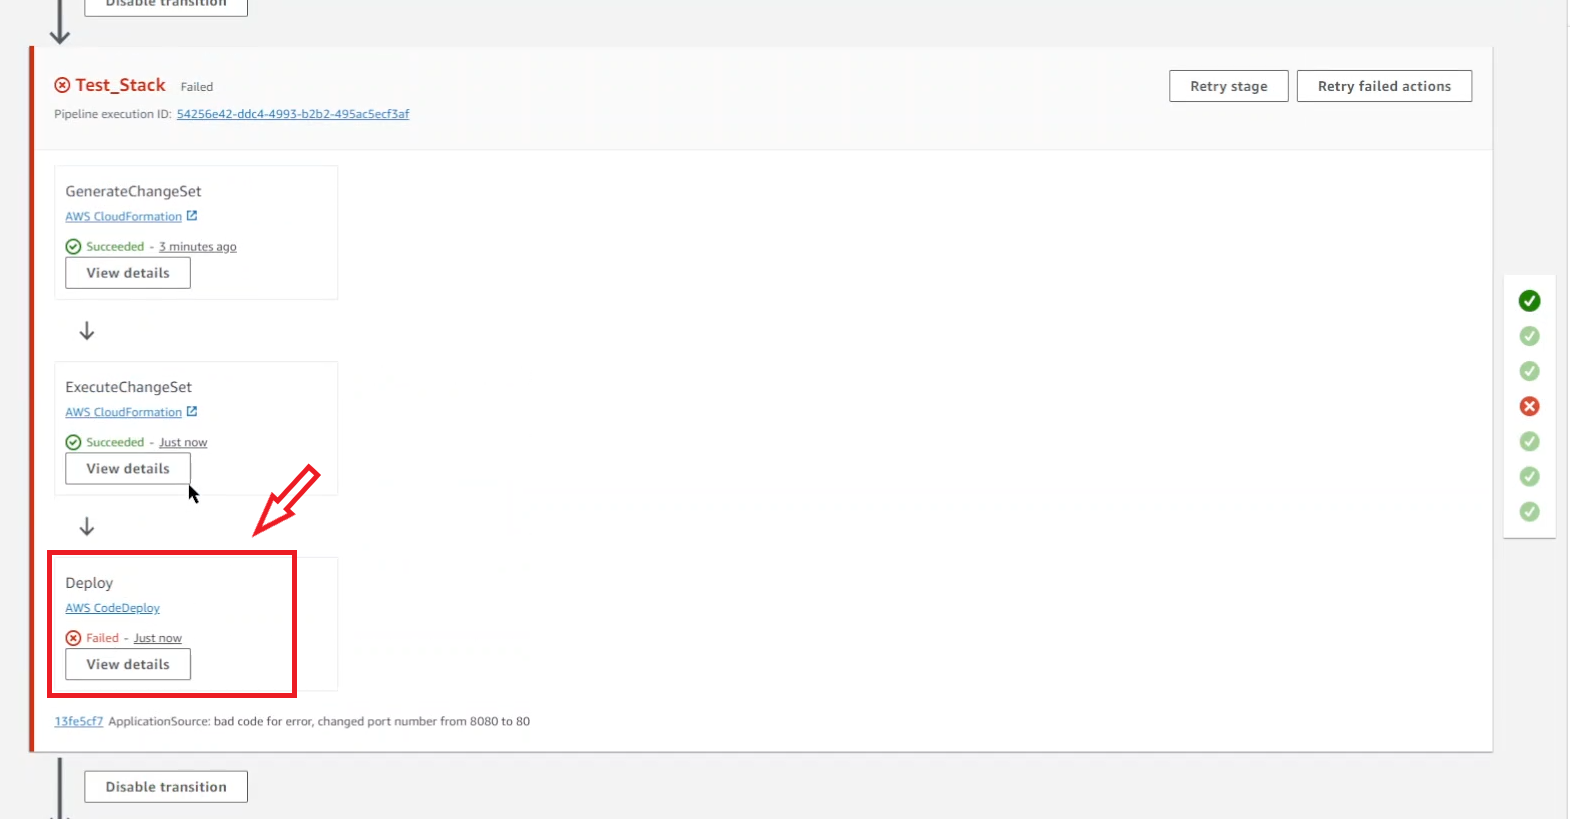 Disable transition
Test_Stack Failed
Retry stage
Retry failed actions
Pipeline execution ID: 54256e42-ddc4-4993-b2b2-495ac5ecf3af
GenerateChangeSet
AWS CloudFormation
Succeeded - 3 minutes ago
View details
ExecuteChangeSet
AWS CloudFormation
Succeeded - Just now
View details
Deploy
AWS CodeDeploy
Failed - Just now
View details
13fe5cf7 ApplicationSource: bad code for error, changed port number from 8080 to 80
Disable transition